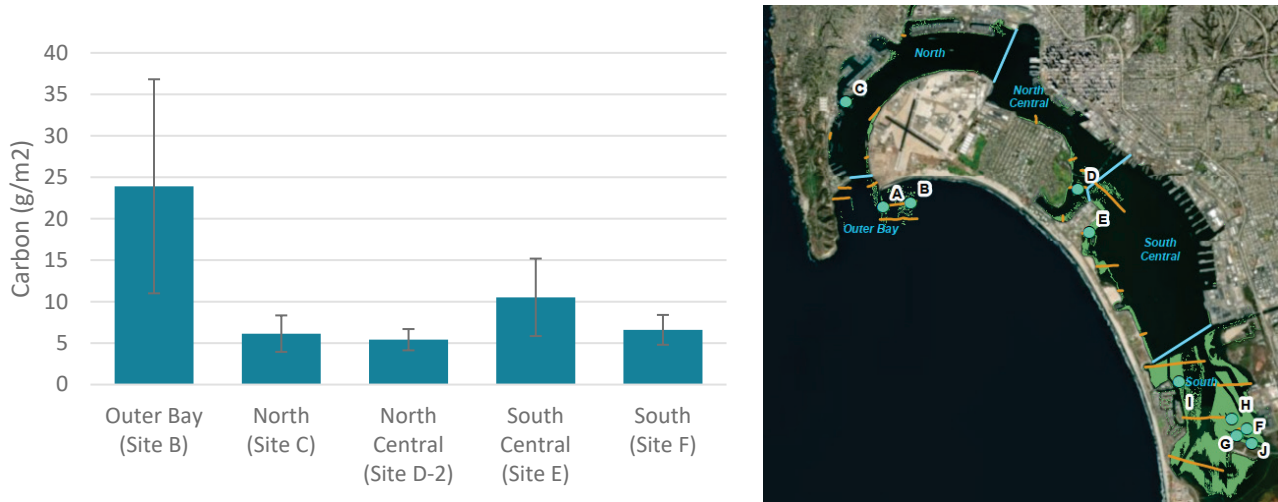 40
35
30
25
20
15
10
5
0
Carbon (g/m2)
Outer Bay
(Site B)
North
(Site C)
North
Central
(Site D-2)
South
Central
(Site E)
South
(Site F)
North
C
North
Central
D
A
B
Outer Bay
E
South
Central
South
I
H
F
G
J